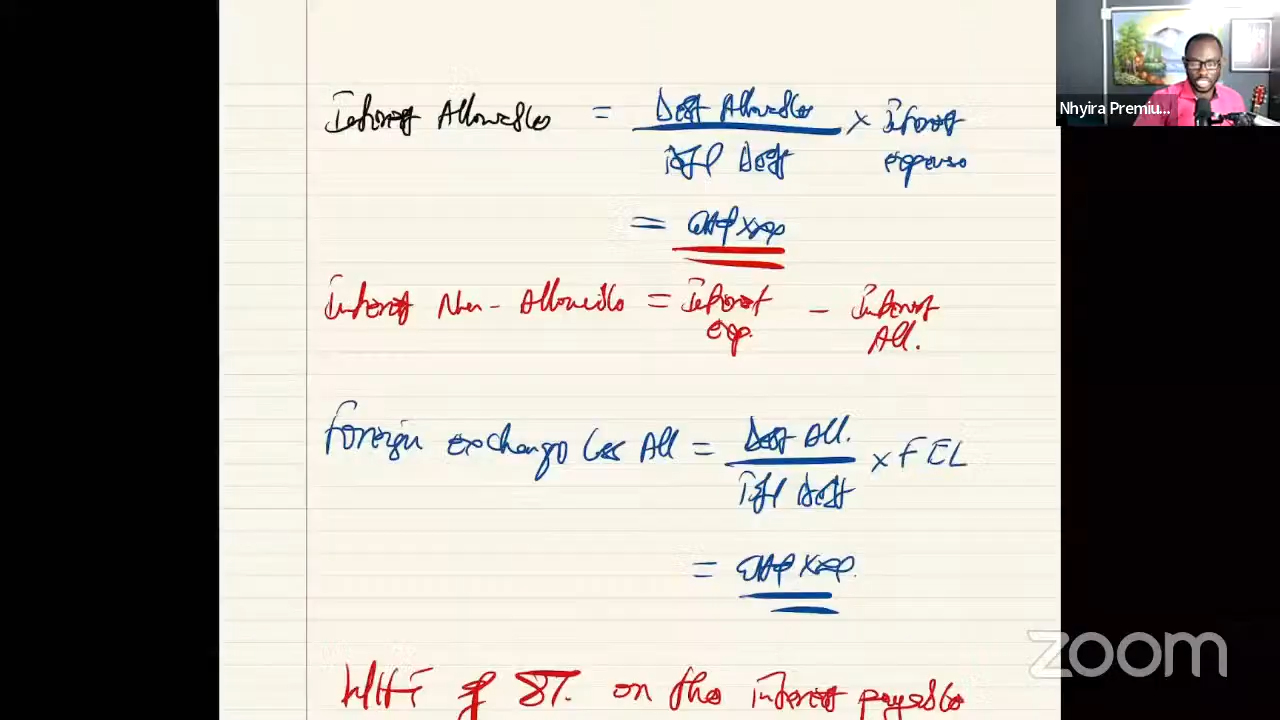 Nhyira Premiu...
Interest Allowable = Debt Allowable × Interest
Total Debt expense
=
Interest Non-Allowable = Interest - Interest
exp. All.
Foreign exchange Loss All = Debt All. × FEL
Total Debt
=
WHT of 8%. on the interest payable
zoom